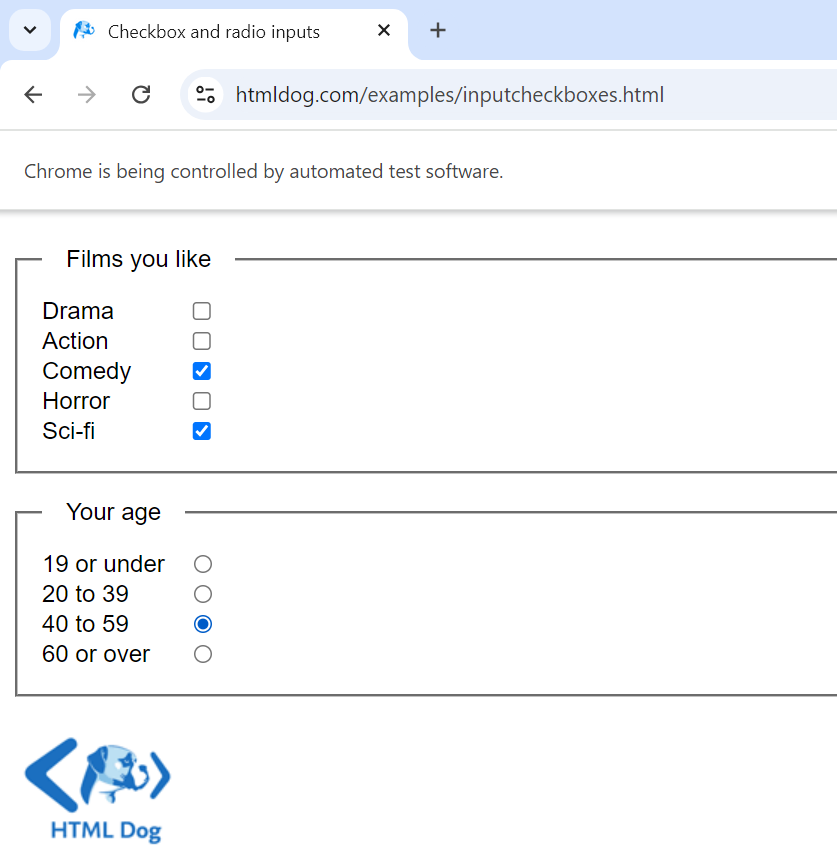 Checkbox and radio inputs
htmldog.com/examples/inputcheckboxes.html
Chrome is being controlled by automated test software.
Films you like
Drama
Action
Comedy
Horror
Sci-fi
Your age
19 or under
20 to 39
40 to 59
60 or over
HTML Dog